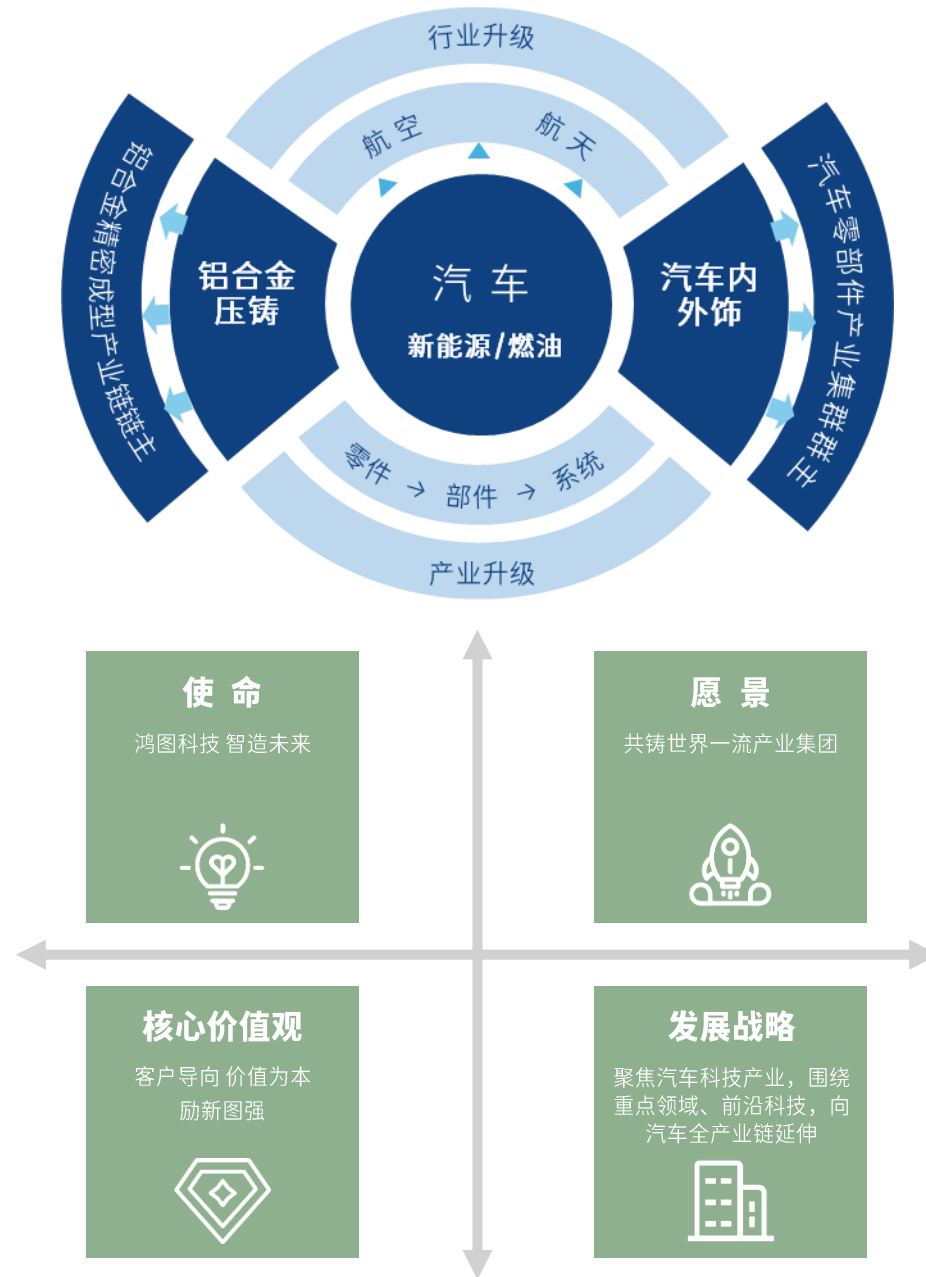 行业升级
航空
航天
铝合金精密成型产业链链主
铝合金
压铸
汽车
新能源/燃油
汽车内
外饰
汽车零部件产业集群群主
零件 → 部件 → 系统
产业升级
使命
鸿图科技 智造未来
愿景
共铸世界一流产业集团
核心价值观
客户导向 价值为本
励新图强
发展战略
聚焦汽车科技产业，围绕
重点领域、前沿科技，向
汽车全产业链延伸